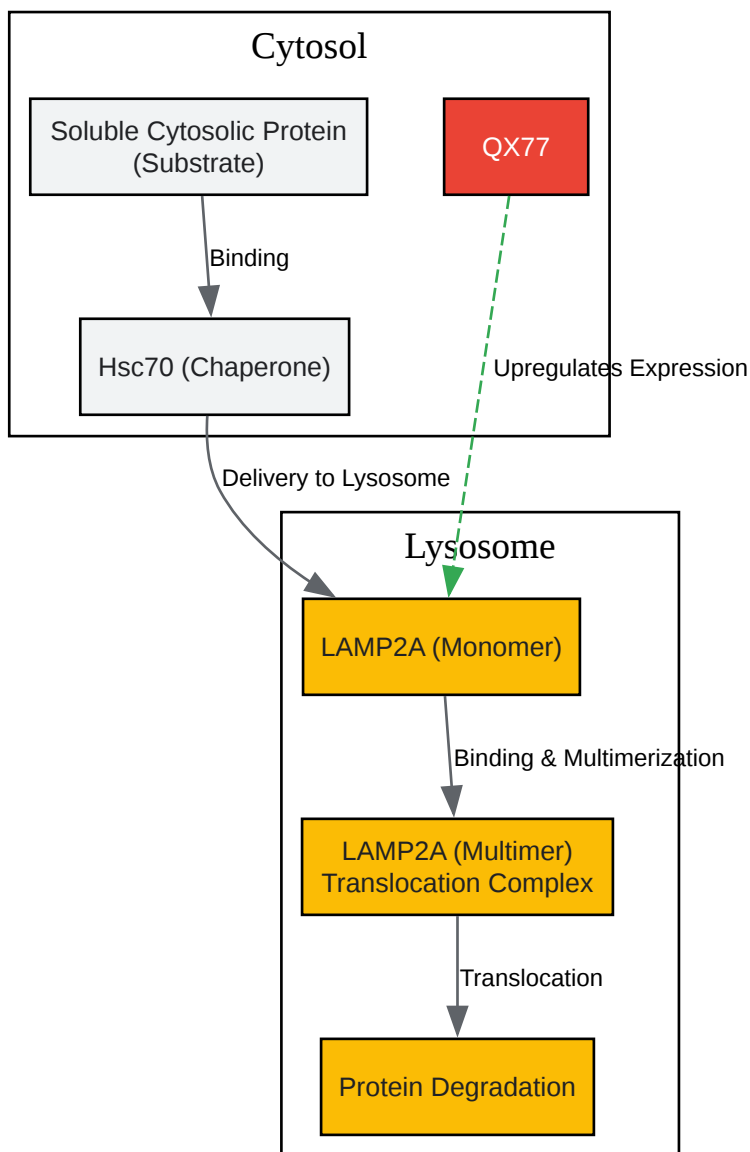 Cytosol
Soluble Cytosolic Protein
(Substrate)
QX77
Binding
Hsc70 (Chaperone)
Upregulates Expression
Delivery to Lysosome
Lysosome
LAMP2A (Monomer)
Binding & Multimerization
LAMP2A (Multimer)
Translocation Complex
Translocation
Protein Degradation